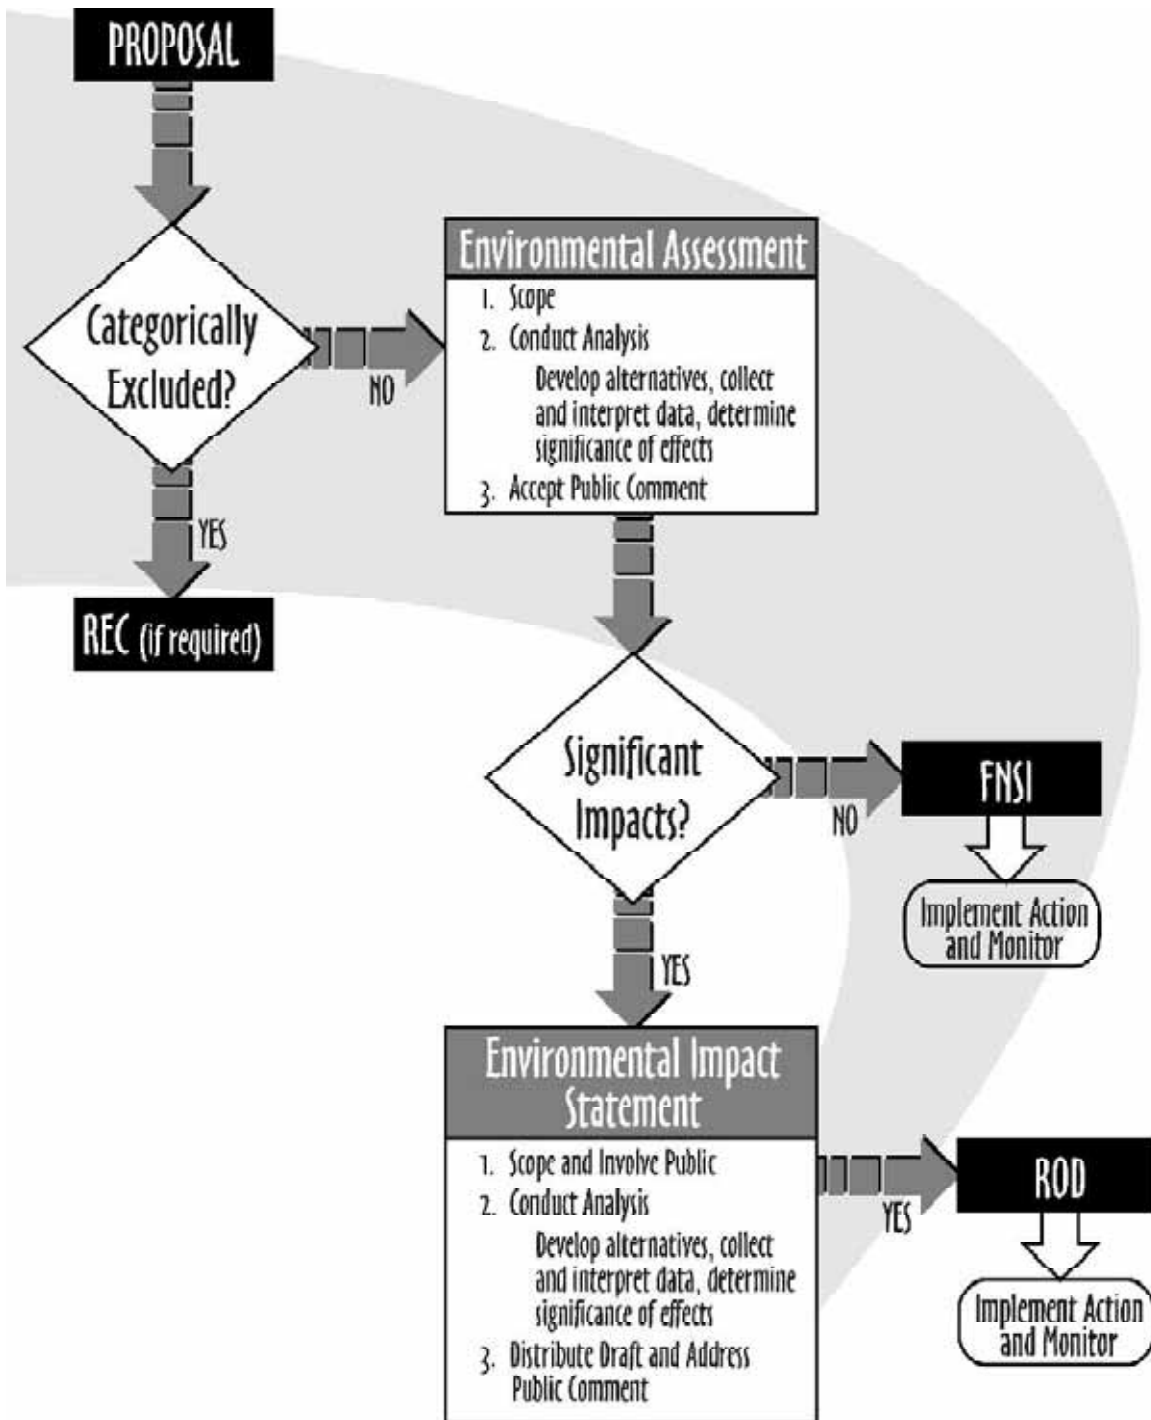 PROPOSAL
Categorically
Excluded?
NO
YES
REC (if required)
Environmental Assessment
1. Scope
2. Conduct Analysis
Develop alternatives, collect
and interpret data, determine
significance of effects
3. Accept Public Comment
Significant
Impacts?
NO
FNSI
Implement Action
and Monitor
YES
Environmental Impact
Statement
1. Scope and Involve Public
2. Conduct Analysis
Develop alternatives, collect
and interpret data, determine
significance of effects
3. Distribute Draft and Address
Public Comment
YES
ROD
Implement Action
and Monitor